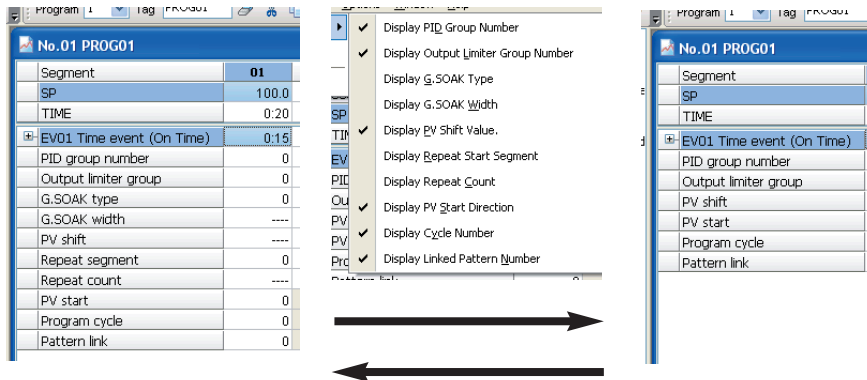 Program 1 Tag PROG01
No.01 PROG01
Segment 01
SP 100.0
TIME 0:20
EV01 Time event (On Time) 0:15
PID group number 0
Output limiter group 0
G.SOAK type 0
G.SOAK width ----
PV shift ----
Repeat segment 0
Repeat count ----
PV start 0
Program cycle 0
Pattern link 0
Display PID Group Number
Display Output Limiter Group Number
Display G.SOAK Type
Display G.SOAK Width
Display PV Shift Value.
Display Repeat Start Segment
Display Repeat Count
Display PV Start Direction
Display Cycle Number
Display Linked Pattern Number
SP
PV
PV
Program 1 Tag PROG01
No.01 PROG01
Segment
SP
TIME
EV01 Time event (On Time)
PID group number
Output limiter group
PV shift
PV start
Program cycle
Pattern link